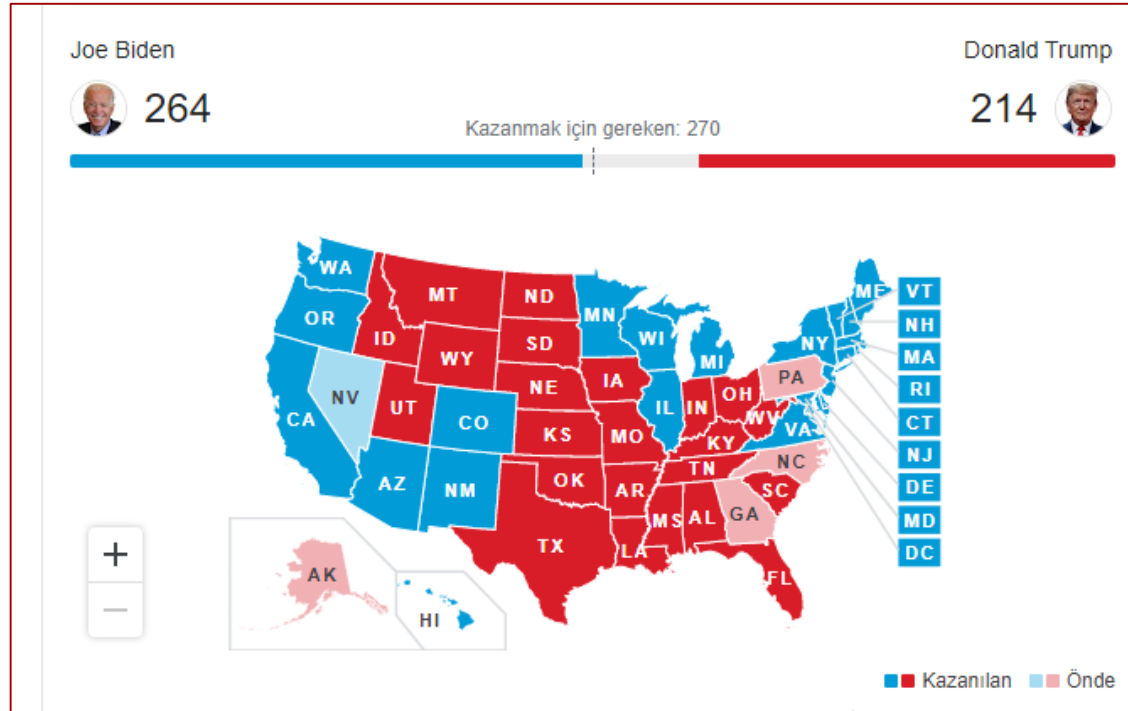 Joe Biden
Donald Trump
264
214
Kazanmak için gereken: 270
WA
MT
ND
MN
ME
VT
OR
ID
SD
WI
NH
WY
MI
NY
MA
NE
IA
PA
RI
NV
UT
CO
IL
IN
OH
CA
KS
MO
WV
VA
CT
KY
NJ
AZ
NM
OK
TN
NC
DE
AR
SC
MD
MS
AL
GA
TX
LA
DC
FL
AK
HI
+
−
Kazanılan
Önde